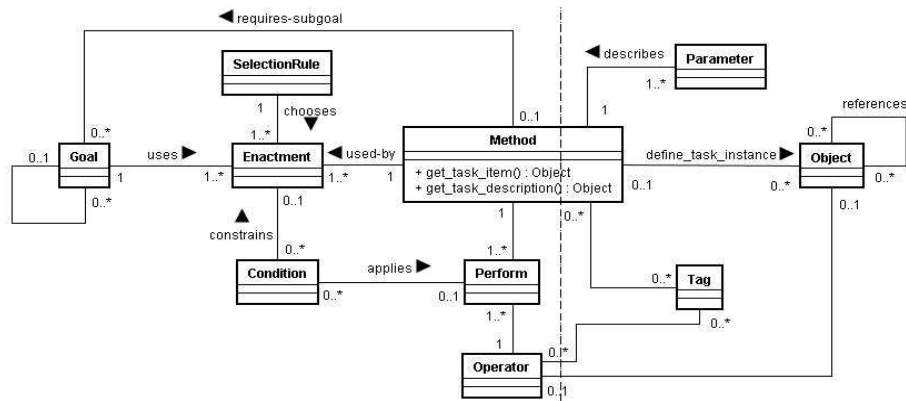 requires-subgoal
SelectionRule
describes
Parameter
1
chooses
1..*
1
references
0..*
1..*
0..1
0..*
0..1
Goal
uses
Enactment
used-by
Method
define_task_instance
Object
1
1..*
1..*
1
+ get_task_item() : Object
+ get_task_description() : Object
0..1
0..*
0..*
0..*
0..1
1
0..*
0..1
constrains
0..*
1..*
Condition
applies
Perform
0..*
Tag
0..*
0..1
1..*
0..*
1
0..*
Operator
0..1